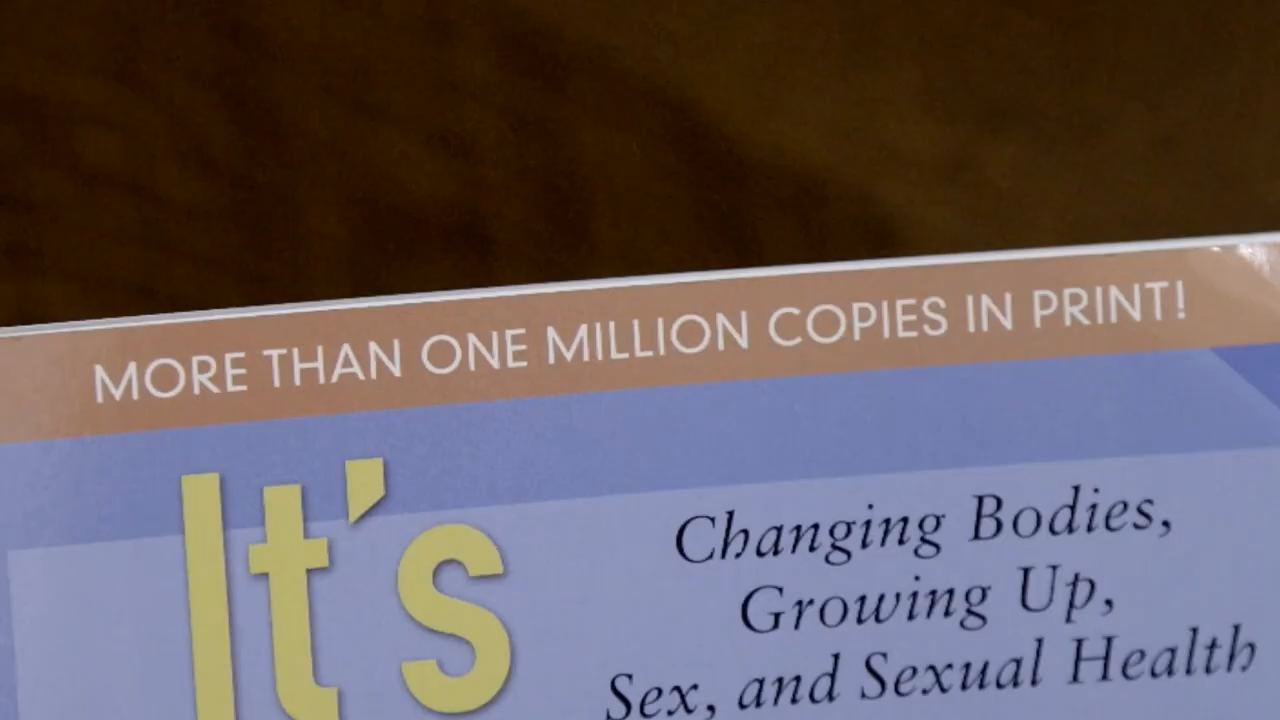 MORE THAN ONE MILLION COPIES IN PRINT!
It's
Changing Bodies,
Growing Up,
Sex, and Sexual Health